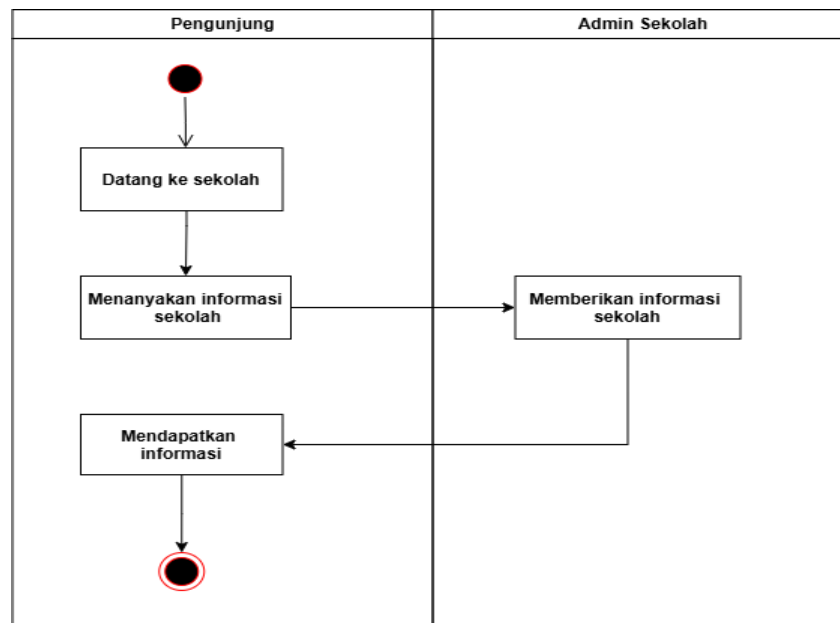 Pengunjung
Admin Sekolah
Datang ke sekolah
Menanyakan informasi
sekolah
Memberikan informasi
sekolah
Mendapatkan
informasi